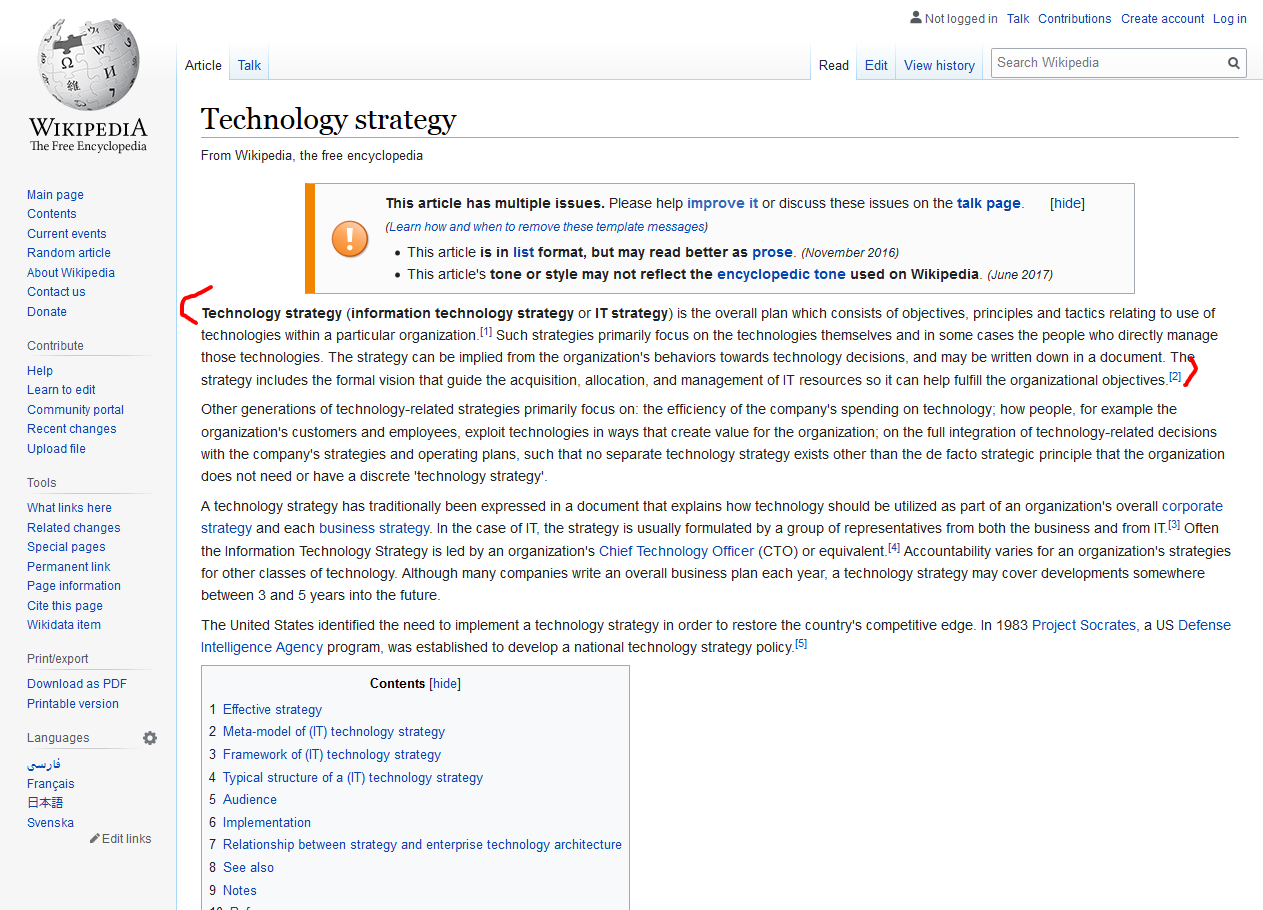 Not logged in Talk Contributions Create account Log in
Article Talk Read Edit View history Search Wikipedia
WIKIPEDIA
The Free Encyclopedia
Main page
Contents
Current events
Random article
About Wikipedia
Contact us
Donate
Contribute
Help
Learn to edit
Community portal
Recent changes
Upload file
Tools
What links here
Related changes
Special pages
Permanent link
Page information
Cite this page
Wikidata item
Print/export
Download as PDF
Printable version
Languages
فارسی
Français
日本語
Svenska
Edit links
Technology strategy
From Wikipedia, the free encyclopedia
This article has multiple issues. Please help improve it or discuss these issues on the talk page. [hide]
(Learn how and when to remove these template messages)
• This article is in list format, but may read better as prose. (November 2016)
• This article's tone or style may not reflect the encyclopedic tone used on Wikipedia. (June 2017)
Technology strategy (information technology strategy or IT strategy) is the overall plan which consists of objectives, principles and tactics relating to use of
technologies within a particular organization.[1] Such strategies primarily focus on the technologies themselves and in some cases the people who directly manage
those technologies. The strategy can be implied from the organization's behaviors towards technology decisions, and may be written down in a document. The
strategy includes the formal vision that guide the acquisition, allocation, and management of IT resources so it can help fulfill the organizational objectives.[2]
Other generations of technology-related strategies primarily focus on: the efficiency of the company's spending on technology; how people, for example the
organization's customers and employees, exploit technologies in ways that create value for the organization; on the full integration of technology-related decisions
with the company's strategies and operating plans, such that no separate technology strategy exists other than the de facto strategic principle that the organization
does not need or have a discrete 'technology strategy'.
A technology strategy has traditionally been expressed in a document that explains how technology should be utilized as part of an organization's overall corporate
strategy and each business strategy. In the case of IT, the strategy is usually formulated by a group of representatives from both the business and from IT.[3] Often
the Information Technology Strategy is led by an organization's Chief Technology Officer (CTO) or equivalent.[4] Accountability varies for an organization's strategies
for other classes of technology. Although many companies write an overall business plan each year, a technology strategy may cover developments somewhere
between 3 and 5 years into the future.
The United States identified the need to implement a technology strategy in order to restore the country's competitive edge. In 1983 Project Socrates, a US Defense
Intelligence Agency program, was established to develop a national technology strategy policy.[5]
Contents [hide]
1 Effective strategy
2 Meta-model of (IT) technology strategy
3 Framework of (IT) technology strategy
4 Typical structure of a (IT) technology strategy
5 Audience
6 Implementation
7 Relationship between strategy and enterprise technology architecture
8 See also
9 Notes